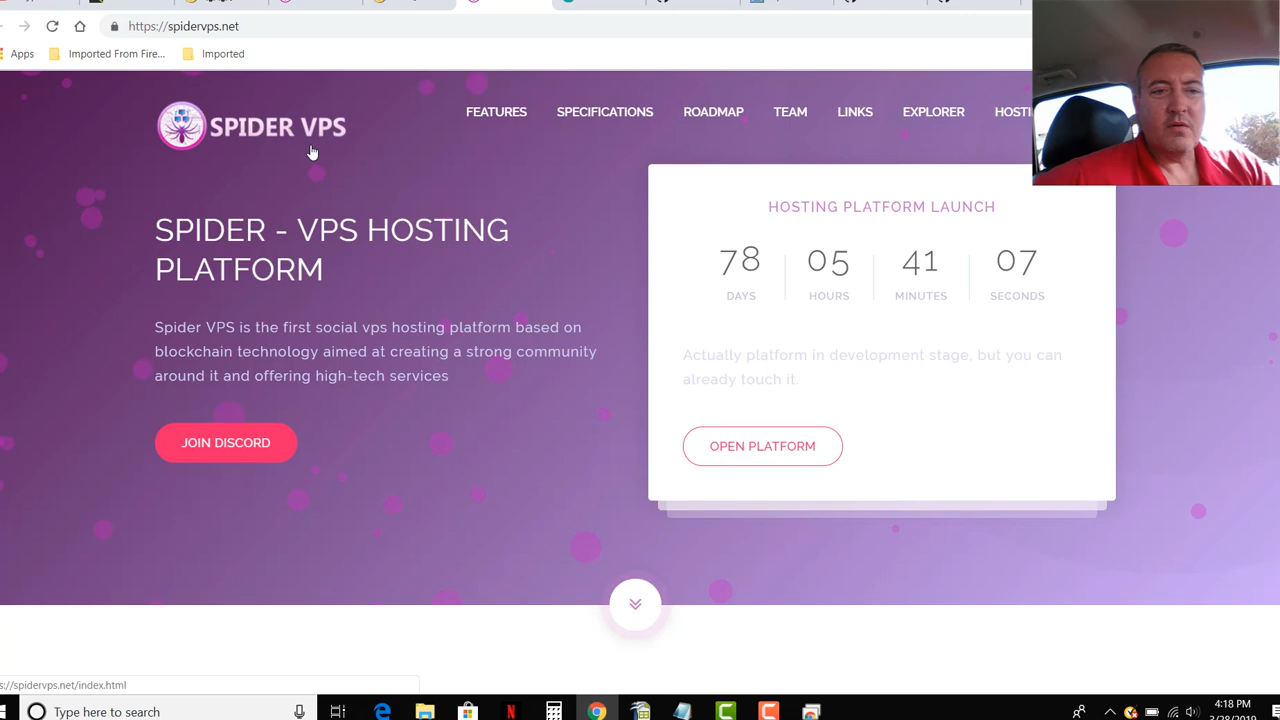 https://spidervps.net
Apps Imported From Fire... Imported
SPIDER VPS
FEATURES SPECIFICATIONS ROADMAP TEAM LINKS EXPLORER HOSTI
SPIDER - VPS HOSTING
PLATFORM
Spider VPS is the first social vps hosting platform based on
blockchain technology aimed at creating a strong community
around it and offering high-tech services
JOIN DISCORD
HOSTING PLATFORM LAUNCH
78 05 41 07
DAYS HOURS MINUTES SECONDS
Actually platform in development stage, but you can
already touch it.
OPEN PLATFORM
s://spidervps.net/index.html
Type here to search
4:18 PM